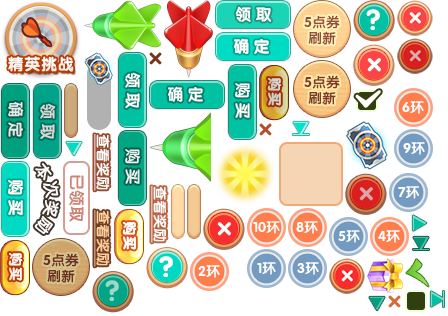 领取
5点券
刷新
?
精英挑战
确定
领取
确定
购买
购买
5点券
刷新
6环
确定
领取
购买
查看奖励
9环
购买
本次奖励
已领取
查看奖励
购买
查看奖励
7环
10环
8环
5环
4环
购买
5点券
刷新
?
?
2环
1环
3环